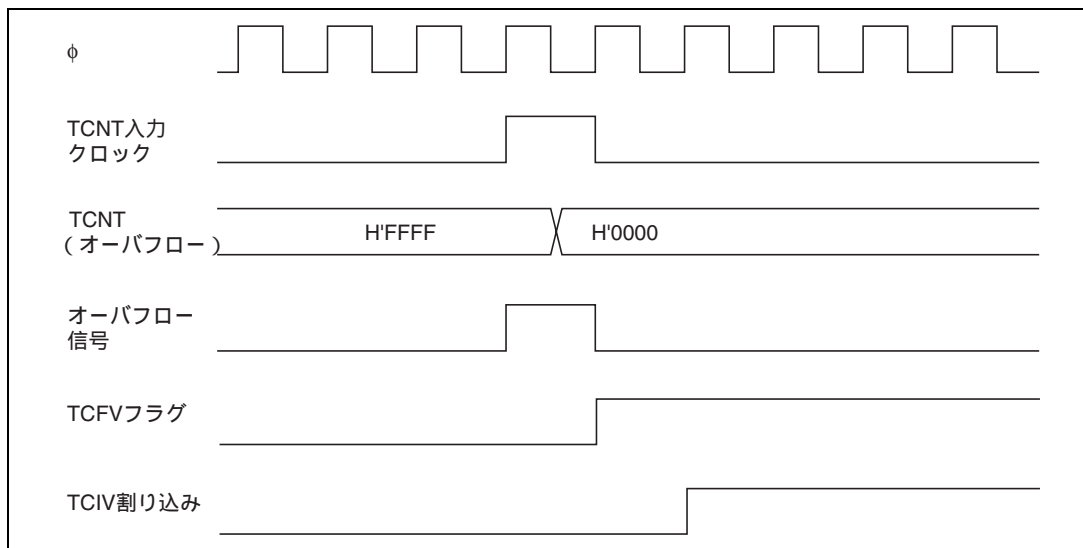 φ
TCNT入力
クロック
TCNT
(オーバフロー)
H'FFFF
H'0000
オーバフロー
信号
TCFVフラグ
TCIV割り込み